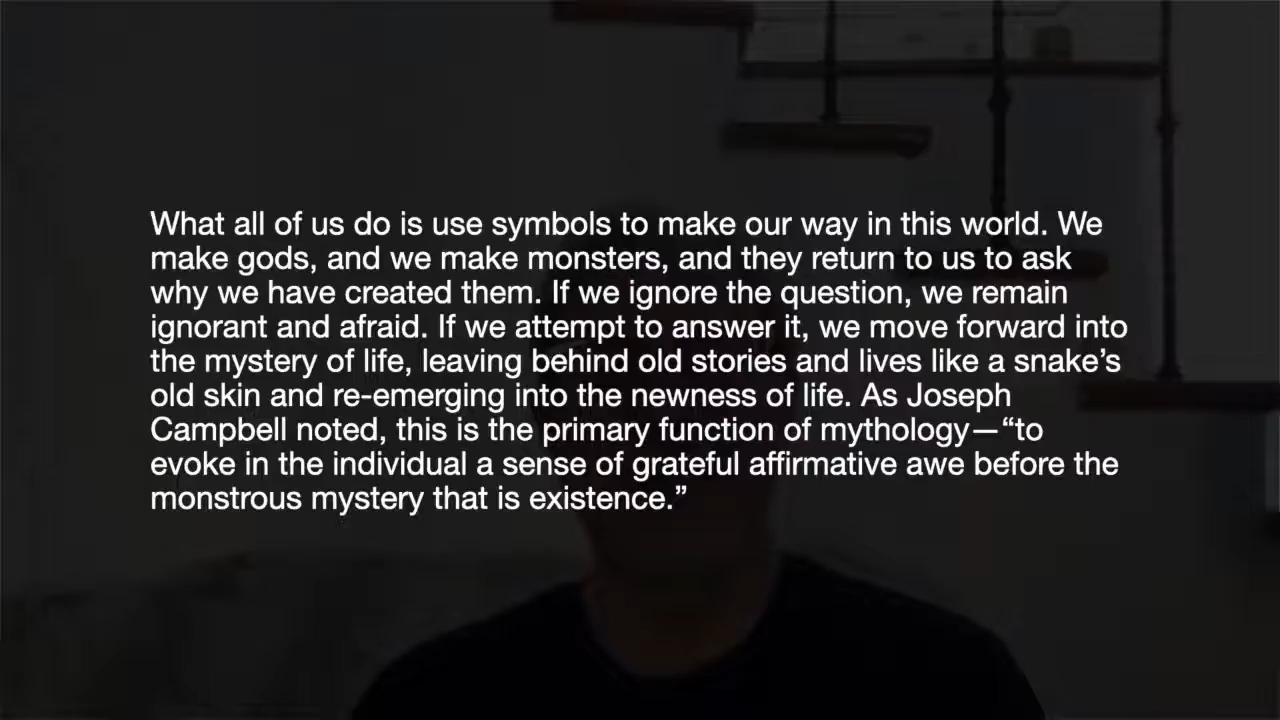 What all of us do is use symbols to make our way in this world. We
make gods, and we make monsters, and they return to us to ask
why we have created them. If we ignore the question, we remain
ignorant and afraid. If we attempt to answer it, we move forward into
the mystery of life, leaving behind old stories and lives like a snake’s
old skin and re-emerging into the newness of life. As Joseph
Campbell noted, this is the primary function of mythology—“to
evoke in the individual a sense of grateful affirmative awe before the
monstrous mystery that is existence.”